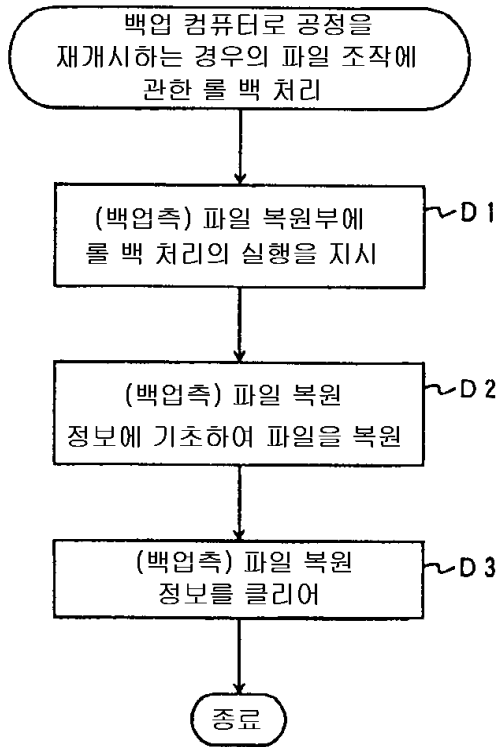 백업 컴퓨터로 공정을
재개시하는 경우의 파일 조작에
관한 롤 백 처리
(백업측) 파일 복원부에
롤 백 처리의 실행을 지시
D1
(백업측) 파일 복원
정보에 기초하여 파일을 복원
D2
(백업측) 파일 복원
정보를 클리어
D3
종료